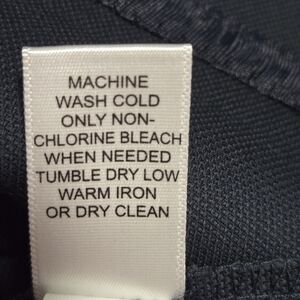 MACHINE
WASH COLD
ONLY NON-
CHLORINE BLEACH
WHEN NEEDED
TUMBLE DRY LOW
WARM IRON
OR DRY CLEAN